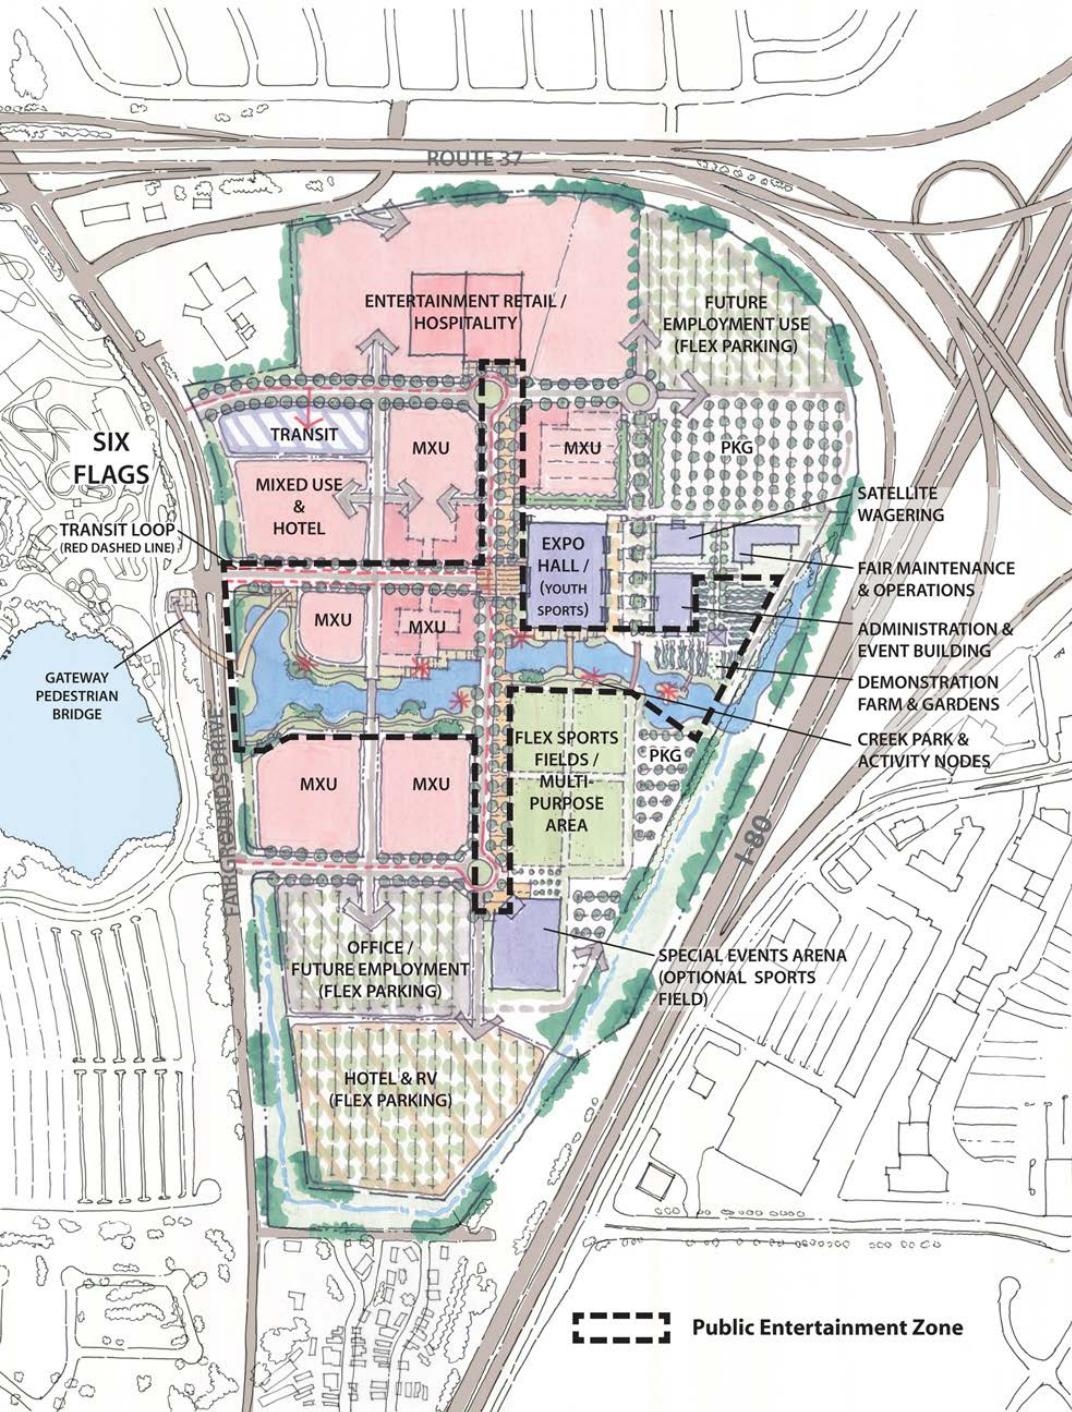 ROUTE 37
ENTERTAINMENT RETAIL /
HOSPITALITY
FUTURE
EMPLOYMENT USE
(FLEX PARKING)
SIX
FLAGS
TRANSIT
MXU
MXU
PKG
MIXED USE
&
HOTEL
TRANSIT LOOP
(RED DASHED LINE)
SATELLITE
WAGERING
EXPO
HALL /
(YOUTH
SPORTS)
FAIR MAINTENANCE
& OPERATIONS
MXU
MXU
ADMINISTRATION &
EVENT BUILDING
GATEWAY
PEDESTRIAN
BRIDGE
DEMONSTRATION
FARM & GARDENS
CREEK PARK &
ACTIVITY NODES
FLEX SPORTS
FIELDS /
MULTI-
PURPOSE
AREA
PKG
MXU
MXU
FAIRGROUNDS DRIVE
I-80
OFFICE /
FUTURE EMPLOYMENT
(FLEX PARKING)
SPECIAL EVENTS ARENA
(OPTIONAL SPORTS
FIELD)
HOTEL & RV
(FLEX PARKING)
Public Entertainment Zone